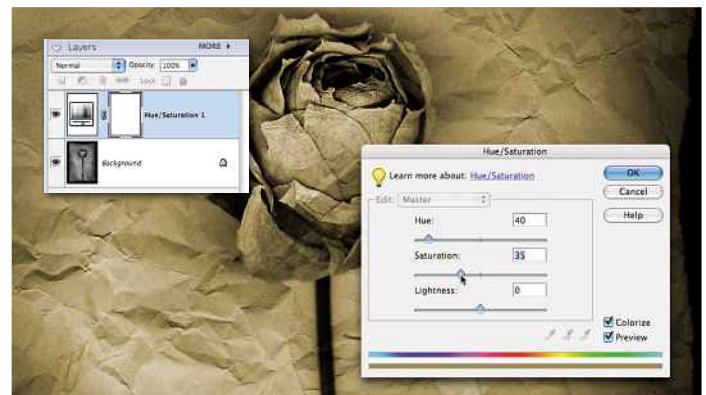 Layers MORE
Normal Opacity: 100%
Lock:
Hue/Saturation 1
Background
Hue/Saturation
Learn more about: Hue/Saturation
OK
Cancel
Help
Edit: Master
Hue: 40
Saturation: 35
Lightness: 0
Colorize
Preview